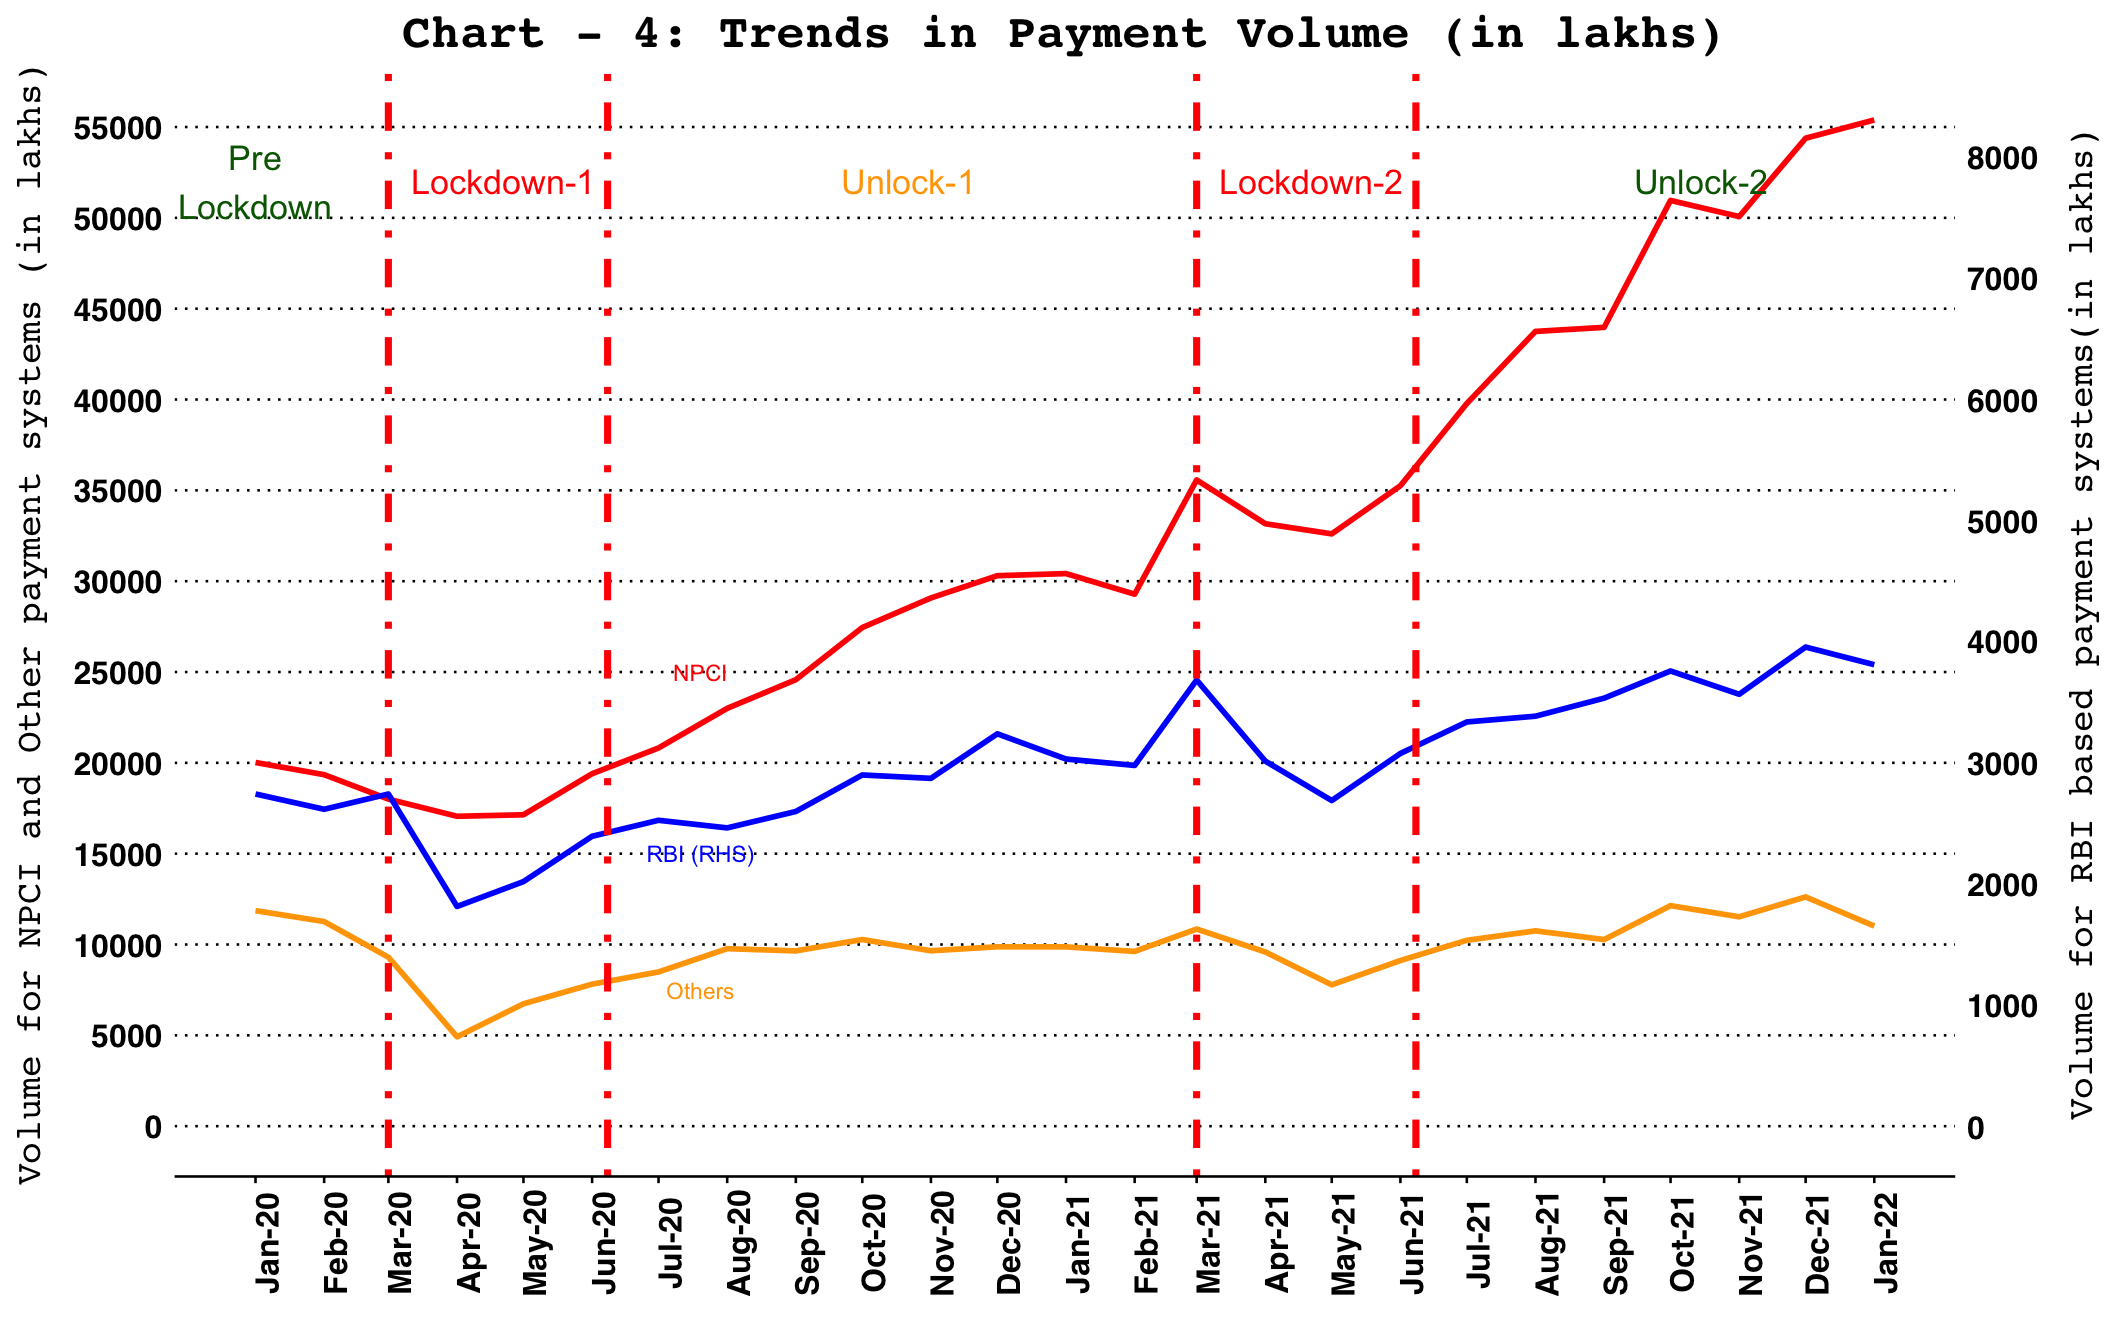 Chart - 4: Trends in Payment Volume (in lakhs)
Volume for NPCI and Other payment systems (in lakhs)
55000
50000
45000
40000
35000
30000
25000
20000
15000
10000
5000
0
Pre
Lockdown
Lockdown-1
Unlock-1
Lockdown-2
Unlock-2
NPCI
RBI (RHS)
Others
8000
7000
6000
5000
4000
3000
2000
1000
0
Volume for RBI based payment systems(in lakhs)
Jan-20
Feb-20
Mar-20
Apr-20
May-20
Jun-20
Jul-20
Aug-20
Sep-20
Oct-20
Nov-20
Dec-20
Jan-21
Feb-21
Mar-21
Apr-21
May-21
Jun-21
Jul-21
Aug-21
Sep-21
Oct-21
Nov-21
Dec-21
Jan-22